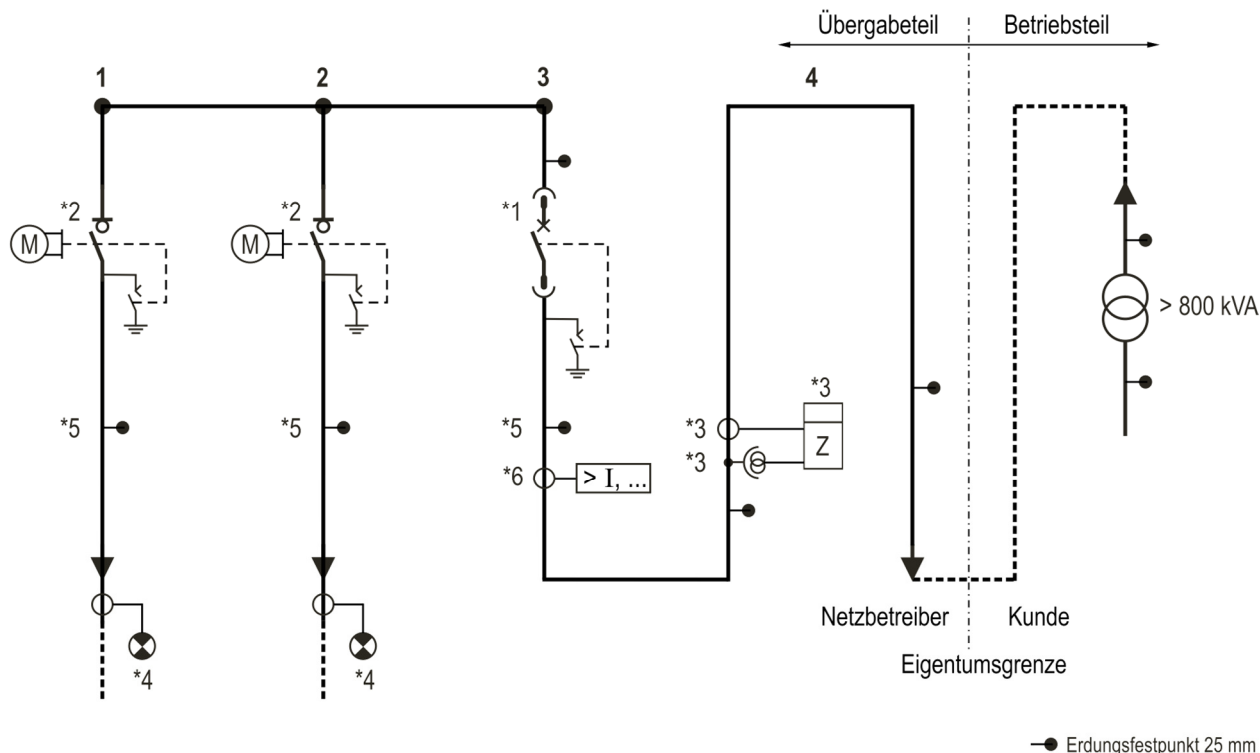 Übergabeteil Betriebsteil
1 2 3 4
*2 *2 *1
M M
> 800 kVA
*3
*5 *5 *5 *3
Z
*3
*6 > I, ...
Netzbetreiber Kunde
*4 *4
Eigentumsgrenze
Erdungsfestpunkt 25 mm